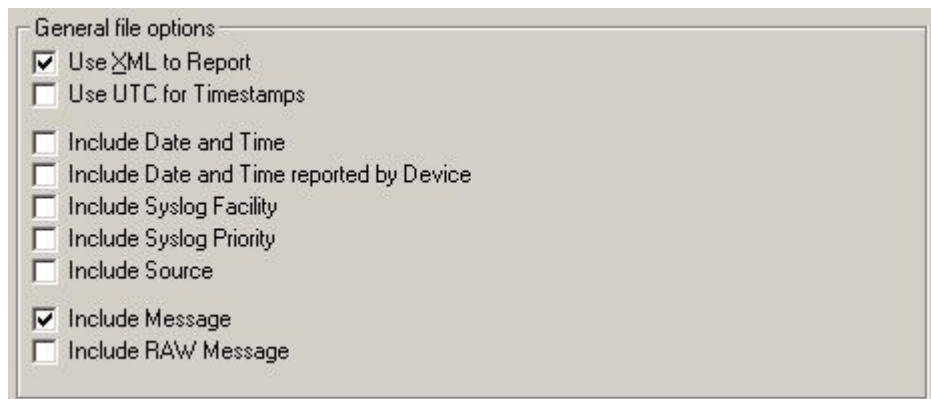 General file options
Use XML to Report
Use UTC for Timestamps
Include Date and Time
Include Date and Time reported by Device
Include Syslog Facility
Include Syslog Priority
Include Source
Include Message
Include RAW Message